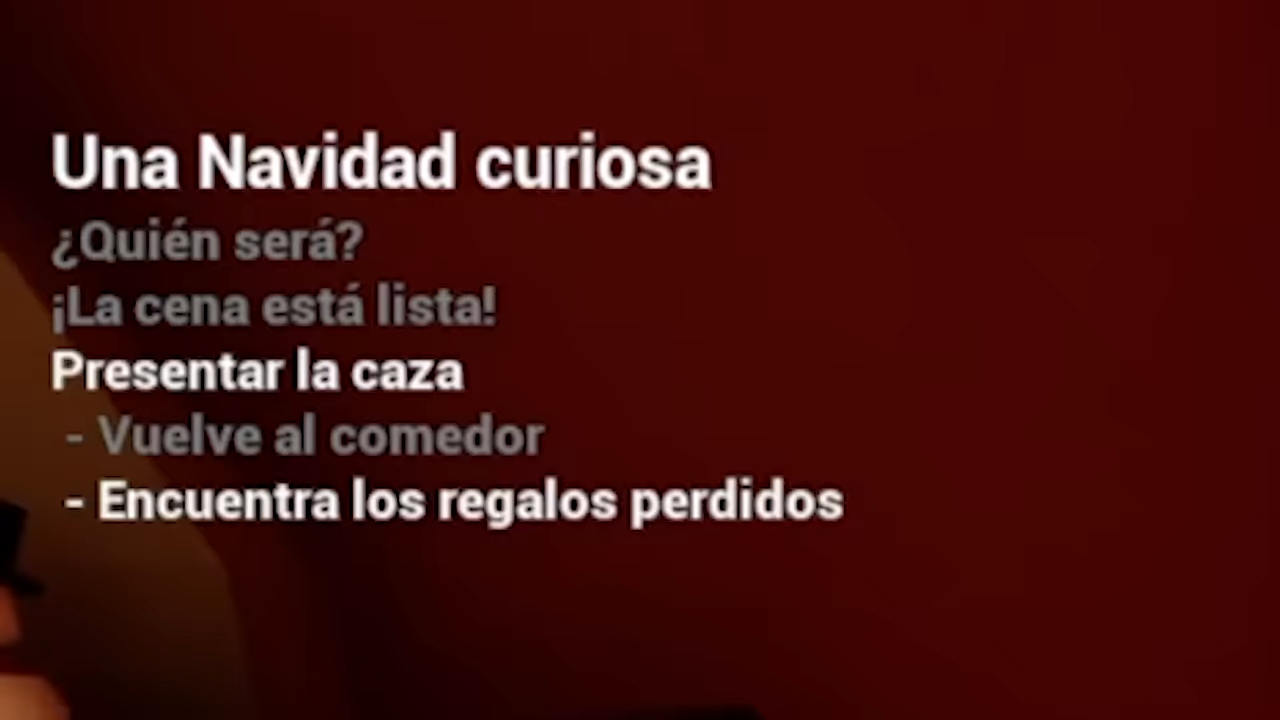 Una Navidad curiosa
¿Quién será?
¡La cena está lista!
Presentar la caza
- Vuelve al comedor
- Encuentra los regalos perdidos